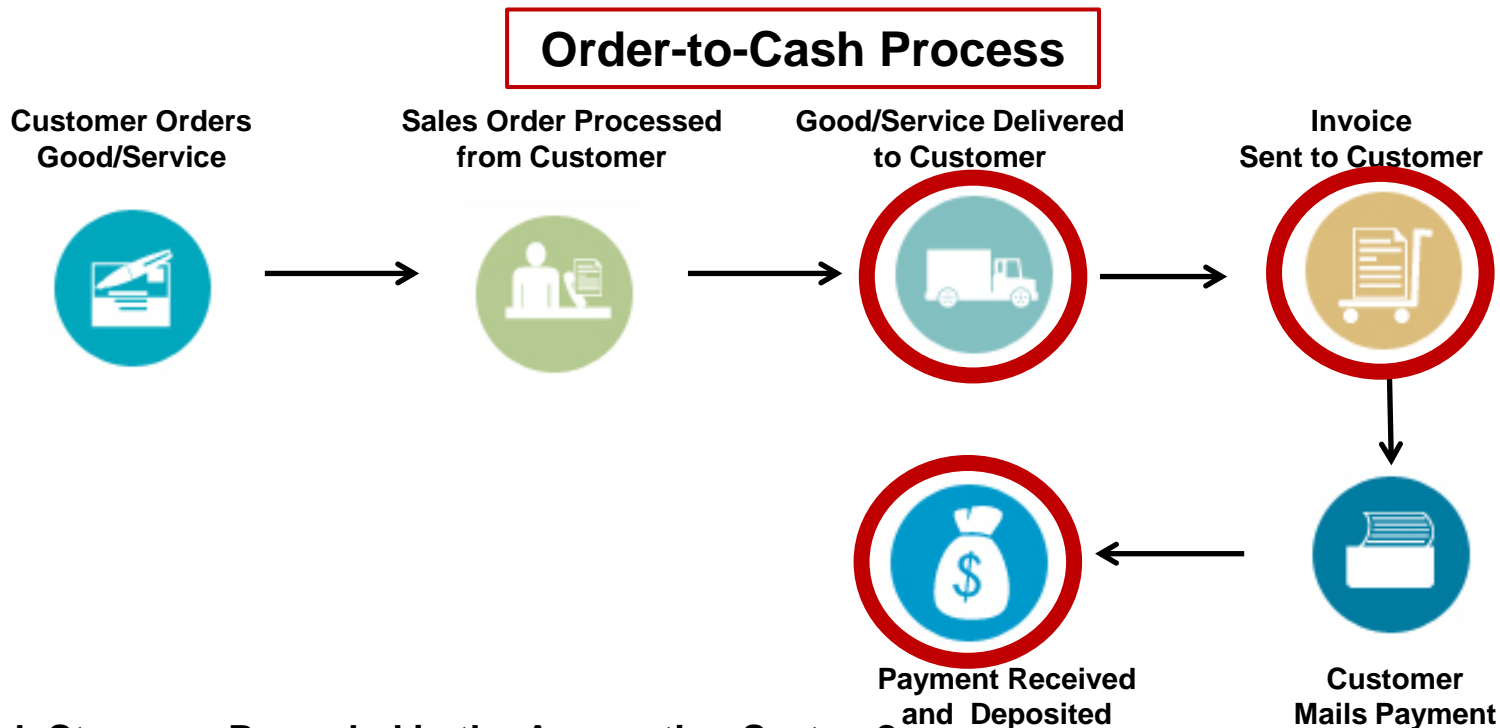 Order-to-Cash Process
Customer Orders
Good/Service
Sales Order Processed
from Customer
Good/Service Delivered
to Customer
Invoice
Sent to Customer
$
Payment Received
and Deposited
Customer
Mails Payment